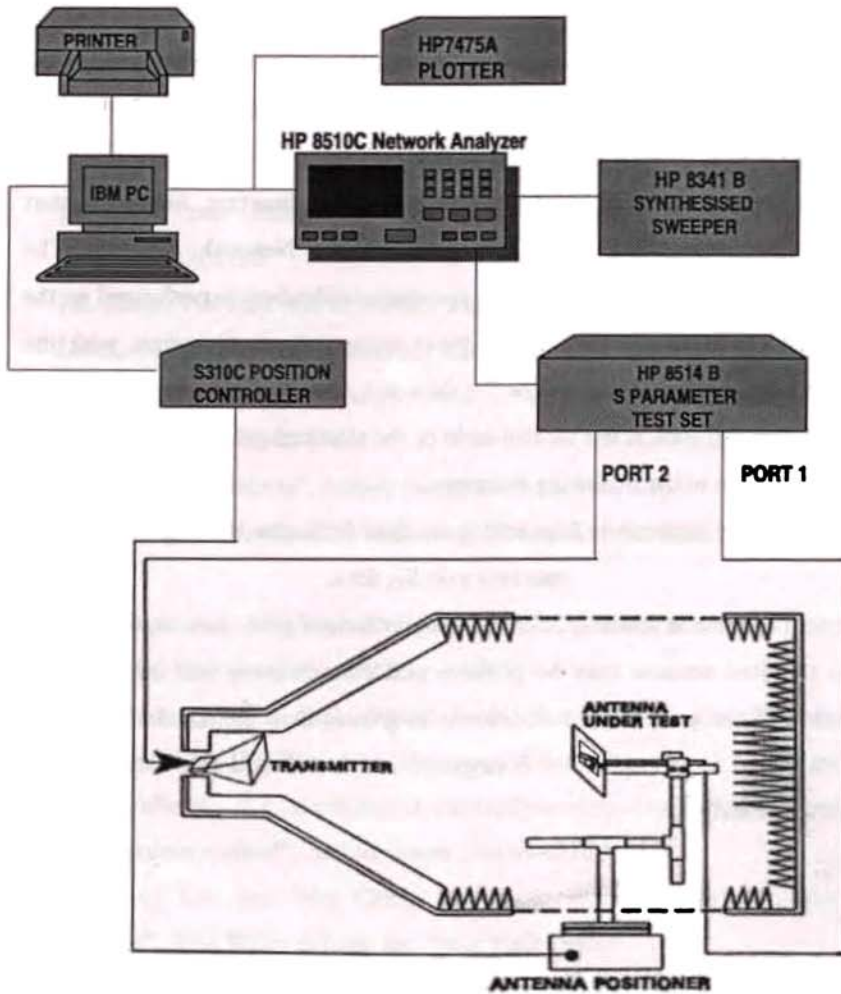 PRINTER
HP7475A
PLOTTER
HP 8510C Network Analyzer
IBM PC
HP 8341 B
SYNTHESISED
SWEEPER
S310C POSITION
CONTROLLER
HP 8514 B
S PARAMETER
TEST SET
PORT 2
PORT 1
ANTENNA
UNDER TEST
TRANSMITTER
ANTENNA POSITIONER